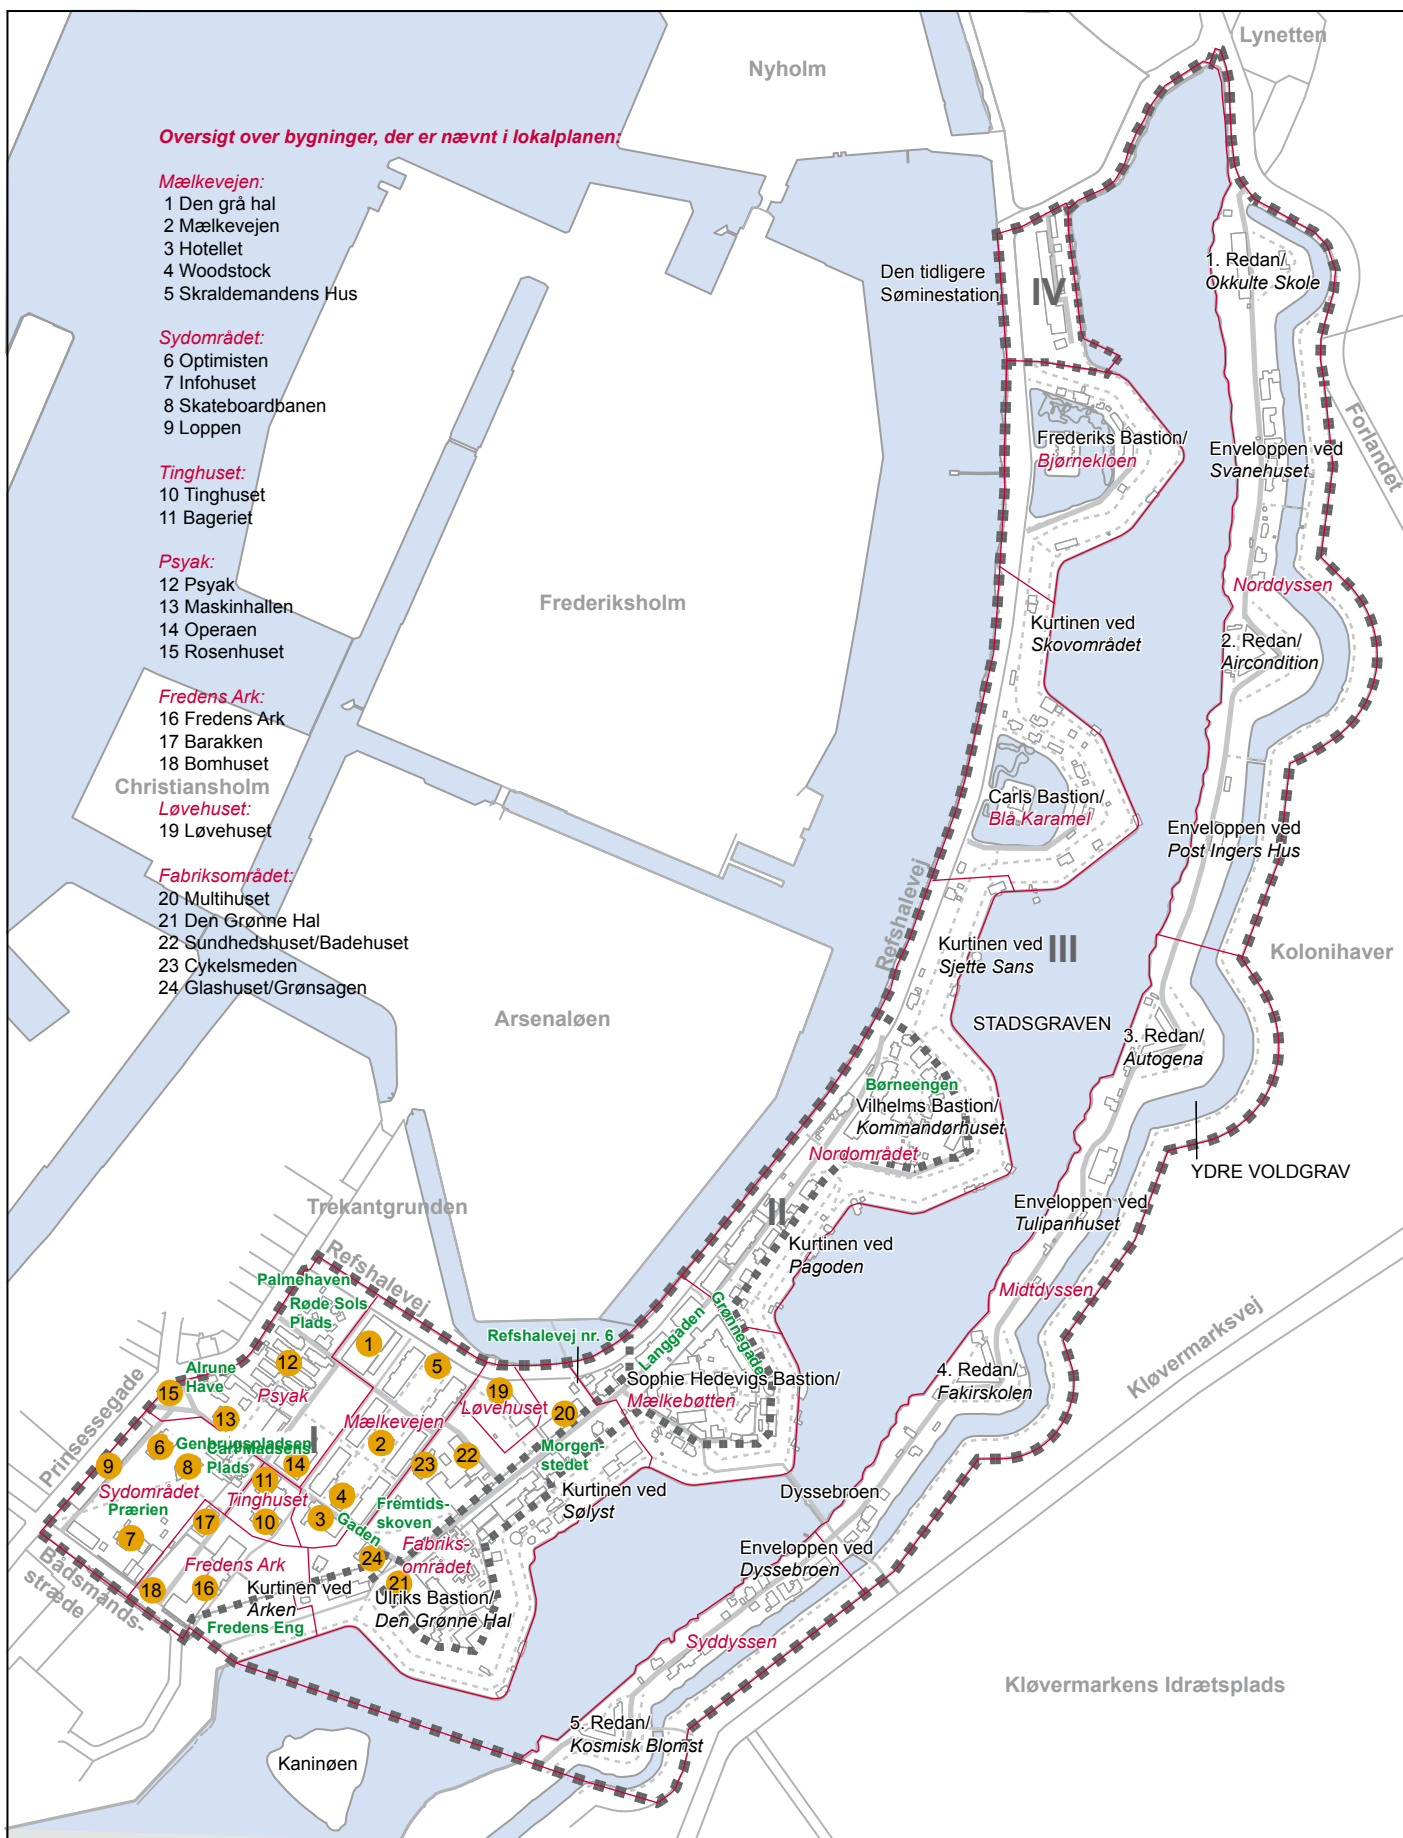 Lynetten
Nyholm
Oversigt over bygninger, der er nævnt i lokalplanen:
Mælkevejen:
1 Den grå hal
2 Mælkevejen
3 Hotellet
4 Woodstock
5 Skraldemandens Hus
Sydområdet:
6 Optimisten
7 Infohuset
8 Skateboardbanen
9 Loppen
Tinghuset:
10 Tinghuset
11 Bageriet
Psyak:
12 Psyak
13 Maskinhallen
14 Operaen
15 Rosenhuset
Fredens Ark:
16 Fredens Ark
17 Barakken
18 Bomhuset
Løvehuset:
19 Løvehuset
Fabriksområdet:
20 Multihuset
21 Den Grønne Hal
22 Sundhedshuset/Badehuset
23 Cykelsmeden
24 Glashuset/Grønsagen
Christiansholm
Frederiksholm
Arsenaløen
Trekantgrunden
Den tidligere
Søminestation
IV
1. Redan/
Okkulte Skole
Frederiks Bastion/
Bjørnekloen
Enveloppen ved
Svanehuset
Forlandet
Norddyssen
Kurtinen ved
Skovområdet
2. Redan/
Aircondition
Carls Bastion/
Blå Karamel
Enveloppen ved
Post Ingers Hus
Refshalevej
Kurtinen ved
Sjette Sans
III
Kolonihaver
STADSGRAVEN
3. Redan/
Autogena
Børneengen
Vilhelms Bastion/
Kommandørhuset
Nordområdet
YDRE VOLDGRAV
II
Enveloppen ved
Tulipanhuset
Kurtinen ved
Pagoden
Midtdyssen
Kløvermarksvej
Refshalevej
Palmehaven
Røde Sols
Plads
Refshalevej nr. 6
Langgaden
Grønnegade
1
5
12
Alrune
Have
15
Psyak
19
Løvehuset
20
Sophie Hedevigs Bastion/
Mælkebøtten
4. Redan/
Fakirskolen
Prinsessegade
13
Mælkevejen
I
6
Genbrugspladsen
Carl Madsens
Plads
2
9
8
14
11
23
22
Morgen-
stedet
Kurtinen ved
Sølyst
Dyssebroen
Sydområdet
Prærien
Tinghuset
4
3
10
17
7
Gaden
Fremtids-
skoven
Fabriks-
området
24
21
Fredens Ark
16
18
Kurtinen ved
Arken
Ulriks Bastion/
Den Grønne Hal
Enveloppen ved
Dyssebroen
Bådsmands-
stræde
Fredens Eng
Syddyssen
Kløvermarkens Idrætsplads
5. Redan/
Kosmisk Blomst
Kaninøen